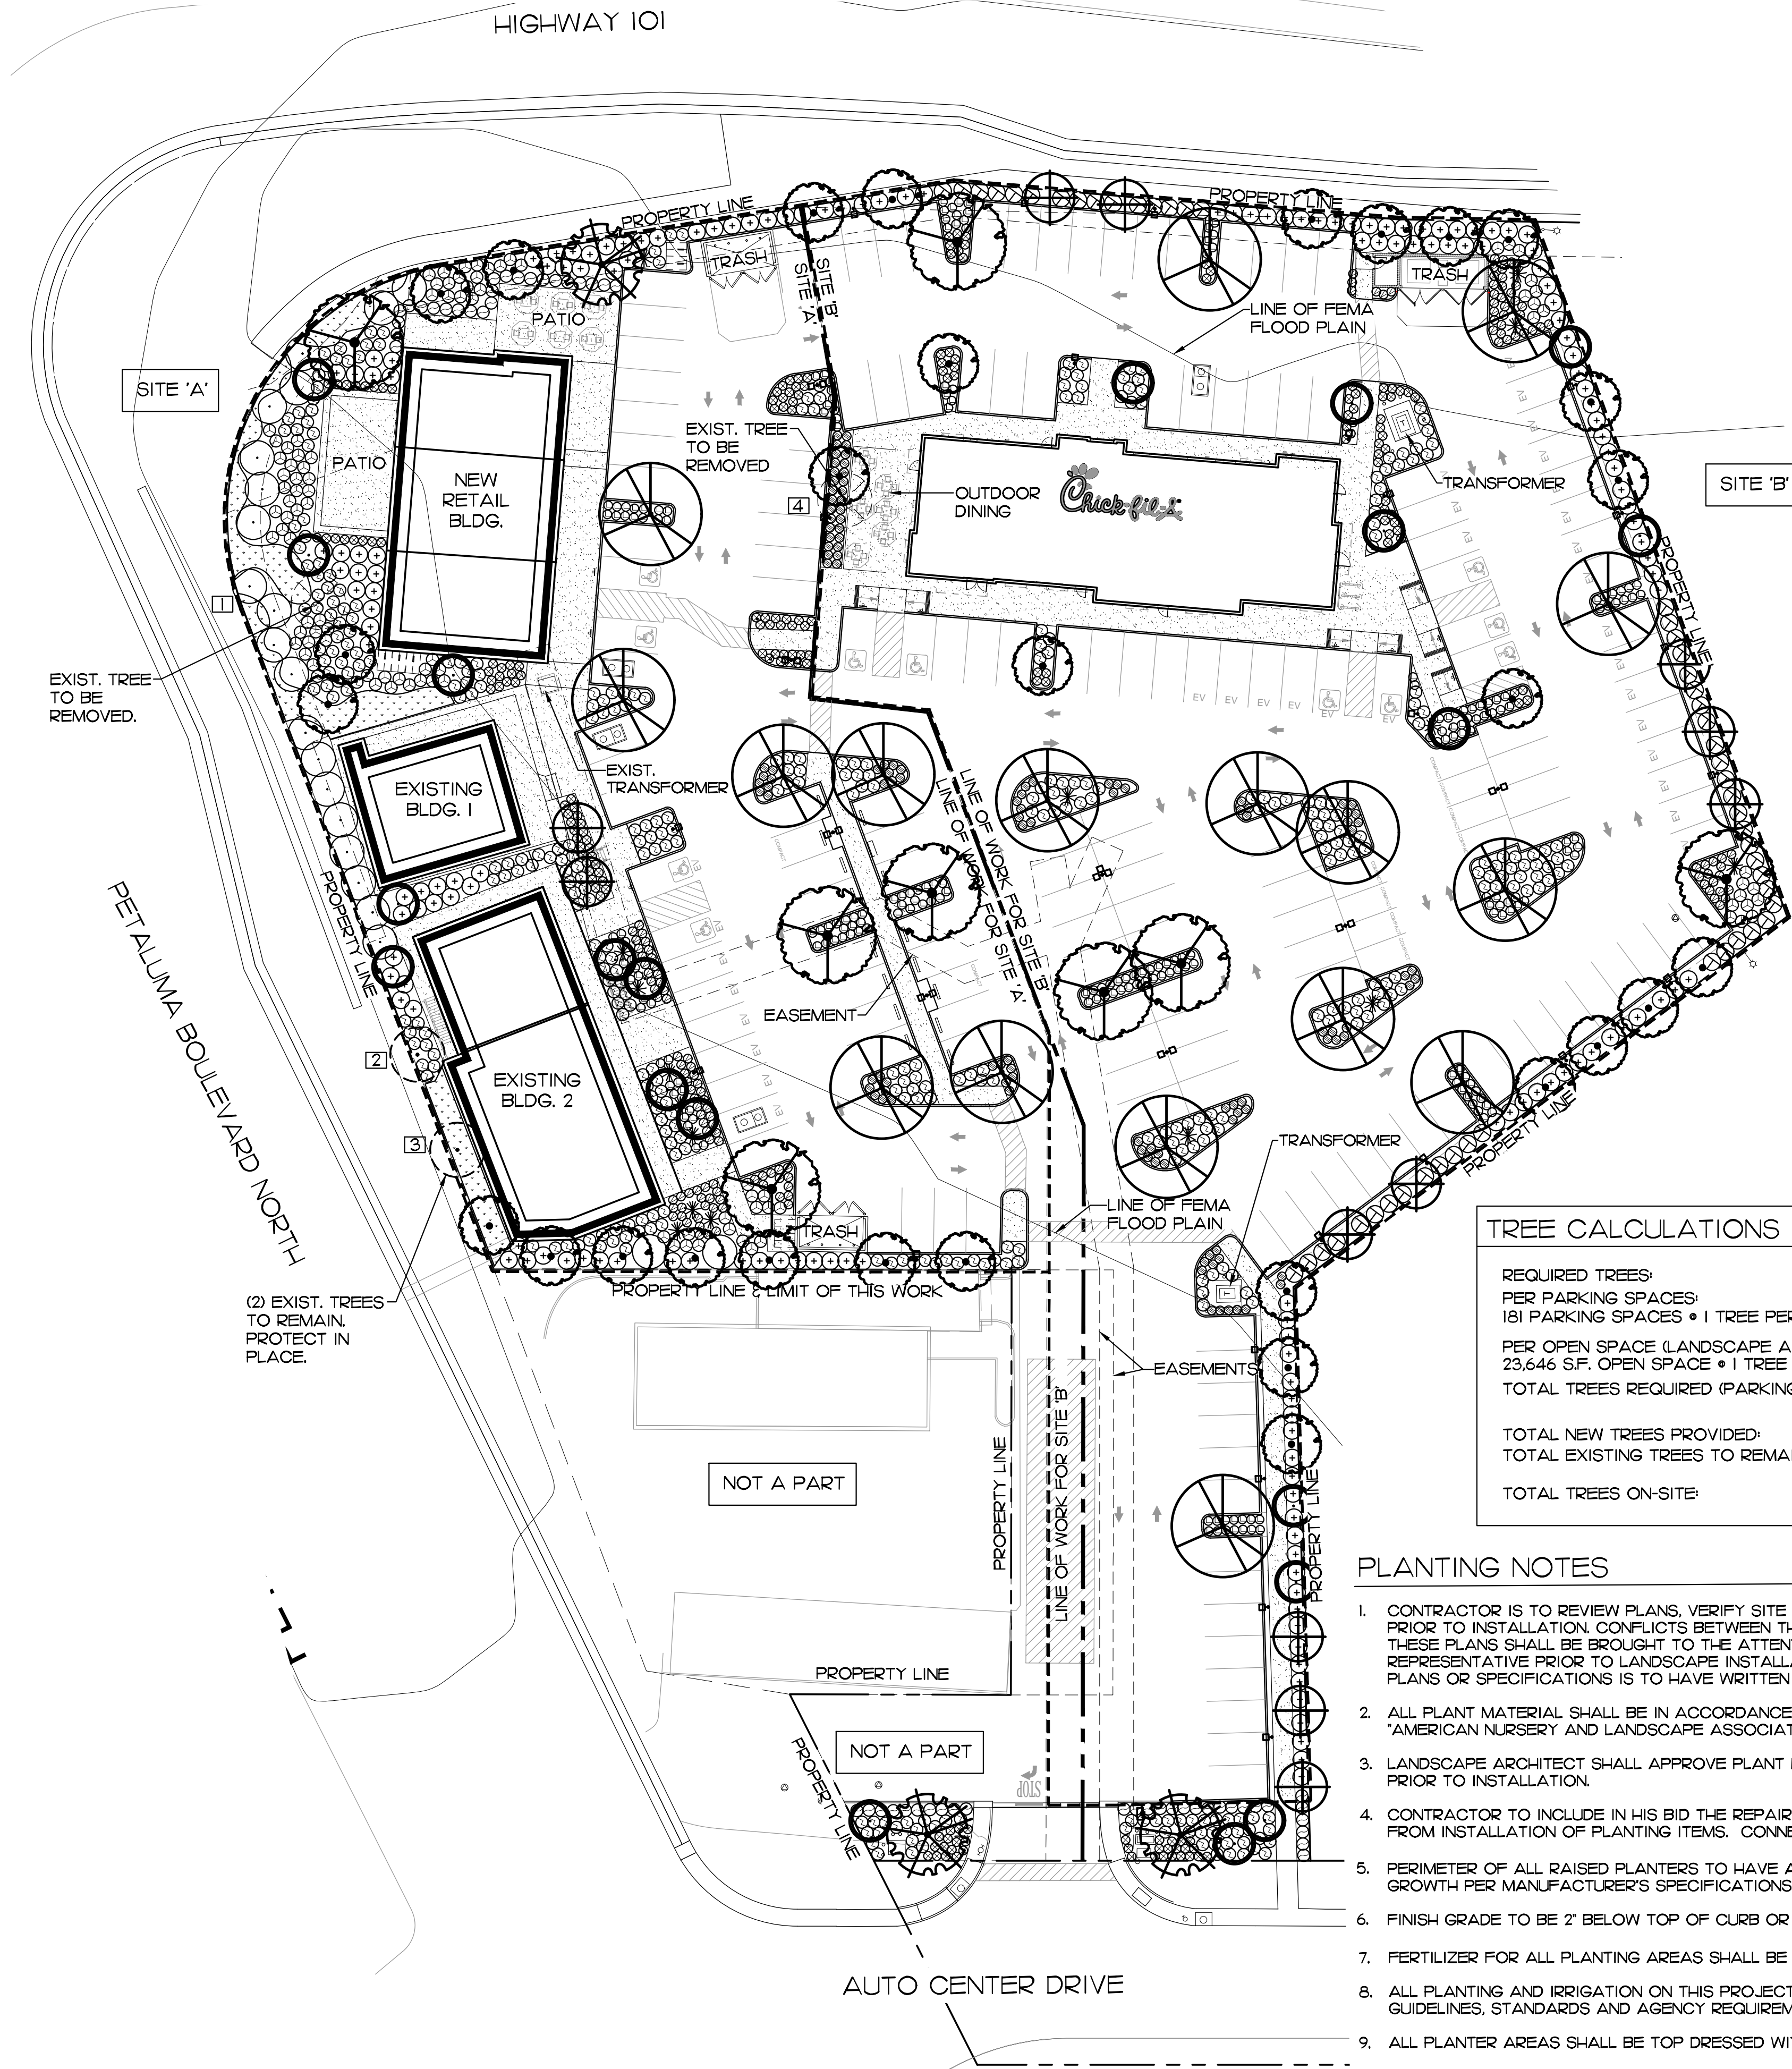 HIGHWAY 101
PROPERTY LINE
PROPERTY LINE
TRASH
SITE 'B'
SITE 'A'
TRASH
PATIO
LINE OF FEMA
FLOOD PLAIN
SITE 'A'
EXIST. TREE
TO BE
REMOVED
PATIO
NEW
RETAIL
BLDG.
4
OUTDOOR
DINING
Chick-fil-A
TRANSFORMER
SITE 'B'
1
PROPERTY LINE
EXIST. TREE
TO BE
REMOVED.
EV EV EV EV EV EV
EXIST.
TRANSFORMER
EXISTING
BLDG. 1
LINE OF WORK FOR SITE 'B'
LINE OF WORK FOR SITE 'A'
PROPERTY LINE
PETALUMA BOULEVARD NORTH
EASEMENT
2
EXISTING
BLDG. 2
3
TRANSFORMER
PROPERTY LINE
LINE OF FEMA
FLOOD PLAIN
TRASH
PROPERTY LINE & LIMIT OF THIS WORK
(2) EXIST. TREES
TO REMAIN.
PROTECT IN
PLACE.
EASEMENTS
LINE OF WORK FOR SITE 'B'
PROPERTY LINE
PROPERTY LINE
NOT A PART
PROPERTY LINE
NOT A PART
PROPERTY LINE
STOP
AUTO CENTER DRIVE
TREE CALCULATIONS
REQUIRED TREES:
PER PARKING SPACES:
181 PARKING SPACES @ 1 TREE PER
PER OPEN SPACE (LANDSCAPE A
23,646 S.F. OPEN SPACE @ 1 TREE
TOTAL TREES REQUIRED (PARKING
TOTAL NEW TREES PROVIDED:
TOTAL EXISTING TREES TO REMAI
TOTAL TREES ON-SITE:
PLANTING NOTES
1. CONTRACTOR IS TO REVIEW PLANS, VERIFY SITE
PRIOR TO INSTALLATION. CONFLICTS BETWEEN TH
THESE PLANS SHALL BE BROUGHT TO THE ATTEN
REPRESENTATIVE PRIOR TO LANDSCAPE INSTALLA
PLANS OR SPECIFICATIONS IS TO HAVE WRITTEN
2. ALL PLANT MATERIAL SHALL BE IN ACCORDANCE
"AMERICAN NURSERY AND LANDSCAPE ASSOCIAT
3. LANDSCAPE ARCHITECT SHALL APPROVE PLANT
PRIOR TO INSTALLATION.
4. CONTRACTOR TO INCLUDE IN HIS BID THE REPAIR
FROM INSTALLATION OF PLANTING ITEMS. CONNE
5. PERIMETER OF ALL RAISED PLANTERS TO HAVE A
GROWTH PER MANUFACTURER'S SPECIFICATIONS
6. FINISH GRADE TO BE 2" BELOW TOP OF CURB OR
7. FERTILIZER FOR ALL PLANTING AREAS SHALL BE
8. ALL PLANTING AND IRRIGATION ON THIS PROJECT
GUIDELINES, STANDARDS AND AGENCY REQUIREM
9. ALL PLANTER AREAS SHALL BE TOP DRESSED WI